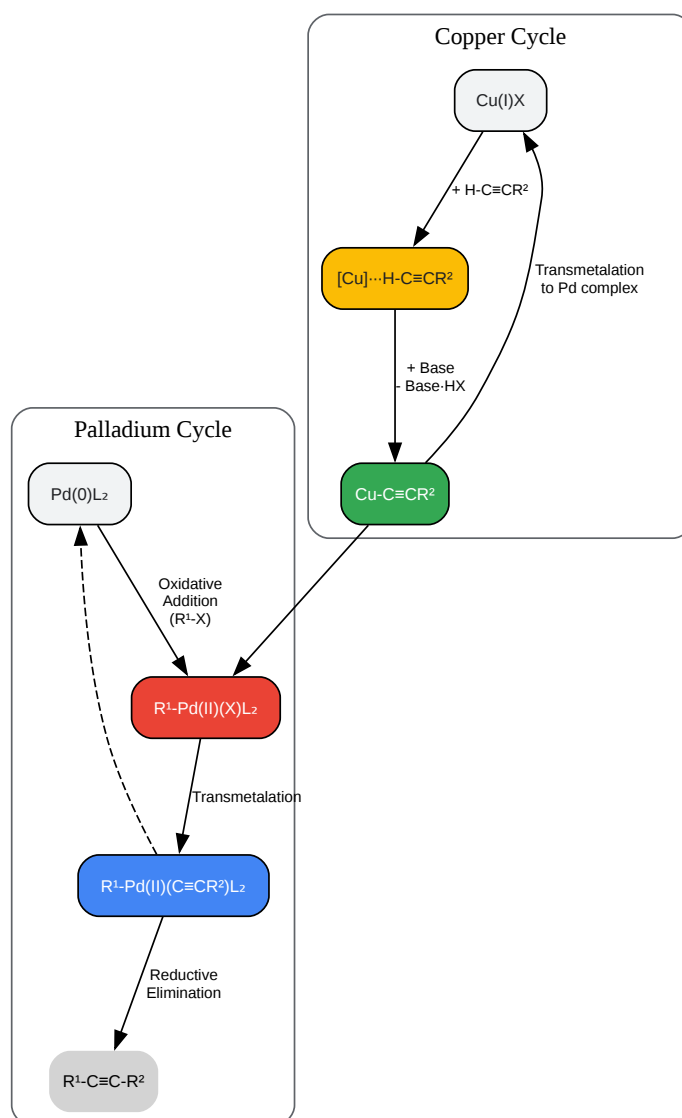 Copper Cycle
Cu(I)X
+ H-C≡CR²
[Cu]···H-C≡CR²
Transmetalation
to Pd complex
+ Base
- Base·HX
Palladium Cycle
Pd(0)L₂
Cu-C≡CR²
Oxidative
Addition
(R¹-X)
R¹-Pd(II)(X)L₂
Transmetalation
R¹-Pd(II)(C≡CR²)L₂
Reductive
Elimination
R¹-C≡C-R²